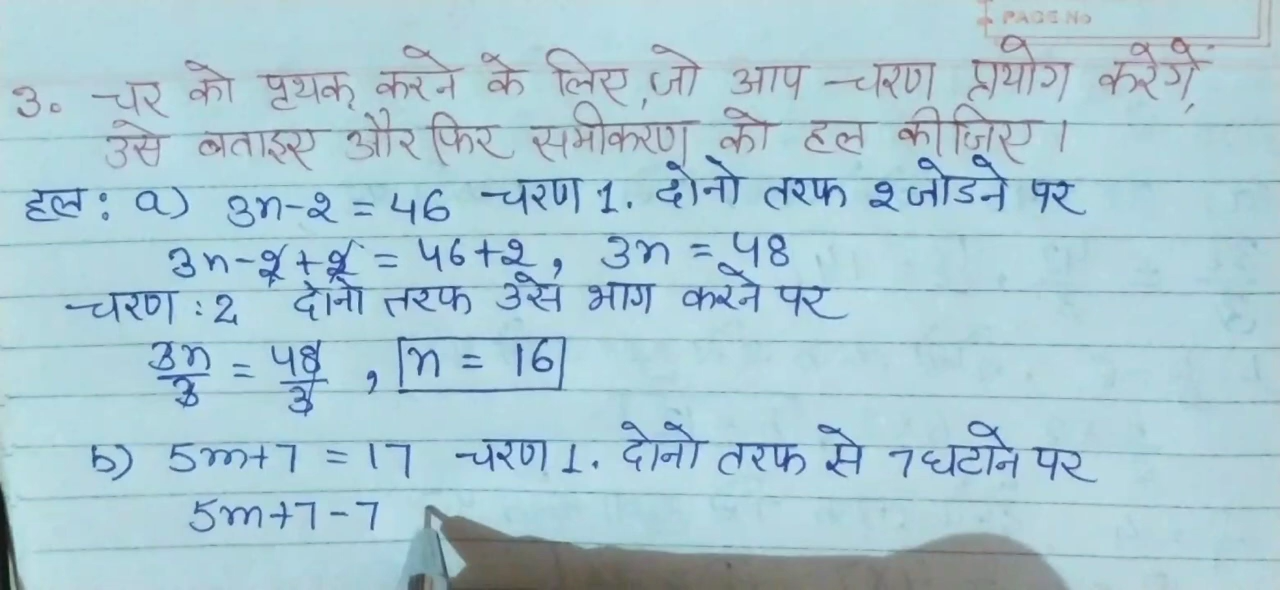 PAGE NO
3. चर को पृथक् करने के लिए, जो आप चरण प्रयोग करेगें,
उसे बताइए और फिर समीकरण को हल कीजिए।
हल: a) 3n-2 = 46 चरण 1. दोनो तरफ 2 जोडने पर
3n-2+2 = 46+2, 3n = 48
चरण : 2 दोनो तरफ उसे भाग करने पर
3n/3 = 48/3 , n = 16
b) 5m+7 = 17 चरण 1. दोनो तरफ से 7 घटाने पर
5m+7-7